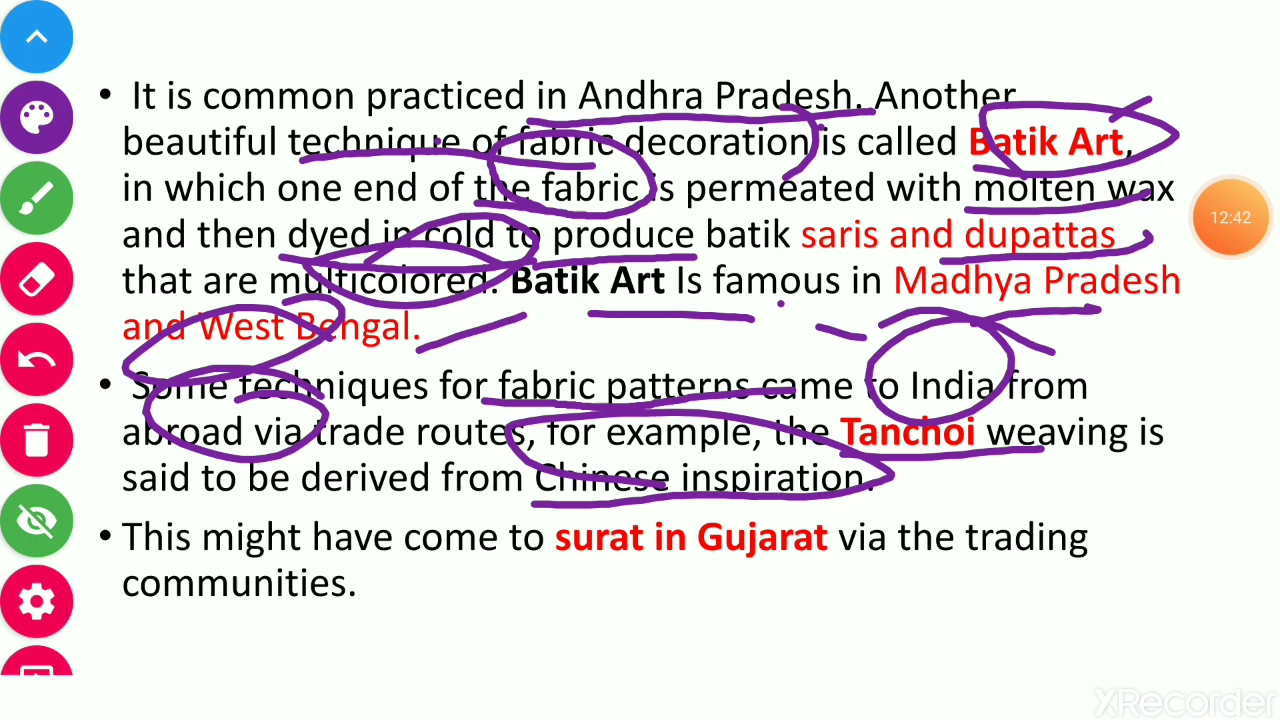 • It is common practiced in Andhra Pradesh. Another
beautiful technique of fabric decoration is called Batik Art,
in which one end of the fabric is permeated with molten wax
and then dyed in cold to produce batik saris and dupattas
that are multicolored. Batik Art Is famous in Madhya Pradesh
and West Bengal.
• Some techniques for fabric patterns came to India from
abroad via trade routes, for example, the Tanchoi weaving is
said to be derived from Chinese inspiration.
• This might have come to surat in Gujarat via the trading
communities.
12:42
XRecorder